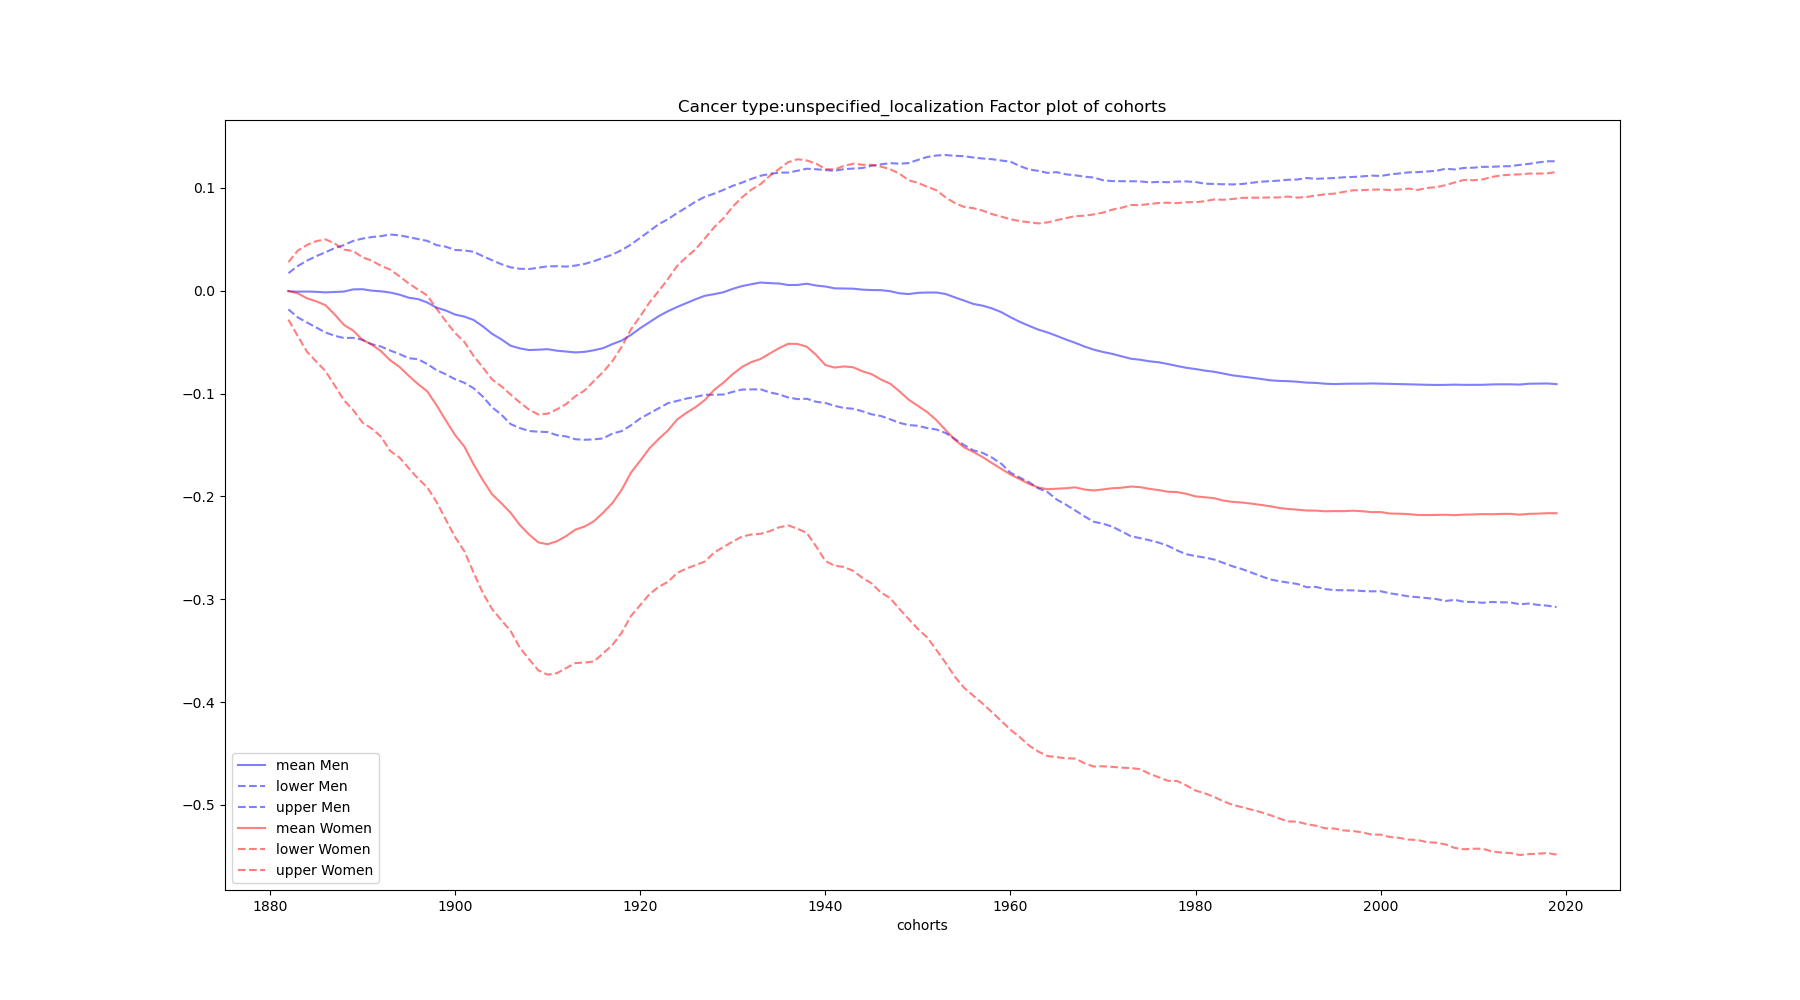 Cancer type:unspecified_localization Factor plot of cohorts
0.1
0.0
−0.1
−0.2
−0.3
−0.4
−0.5
mean Men
lower Men
upper Men
mean Women
lower Women
upper Women
1880 1900 1920 1940 1960 1980 2000 2020
cohorts